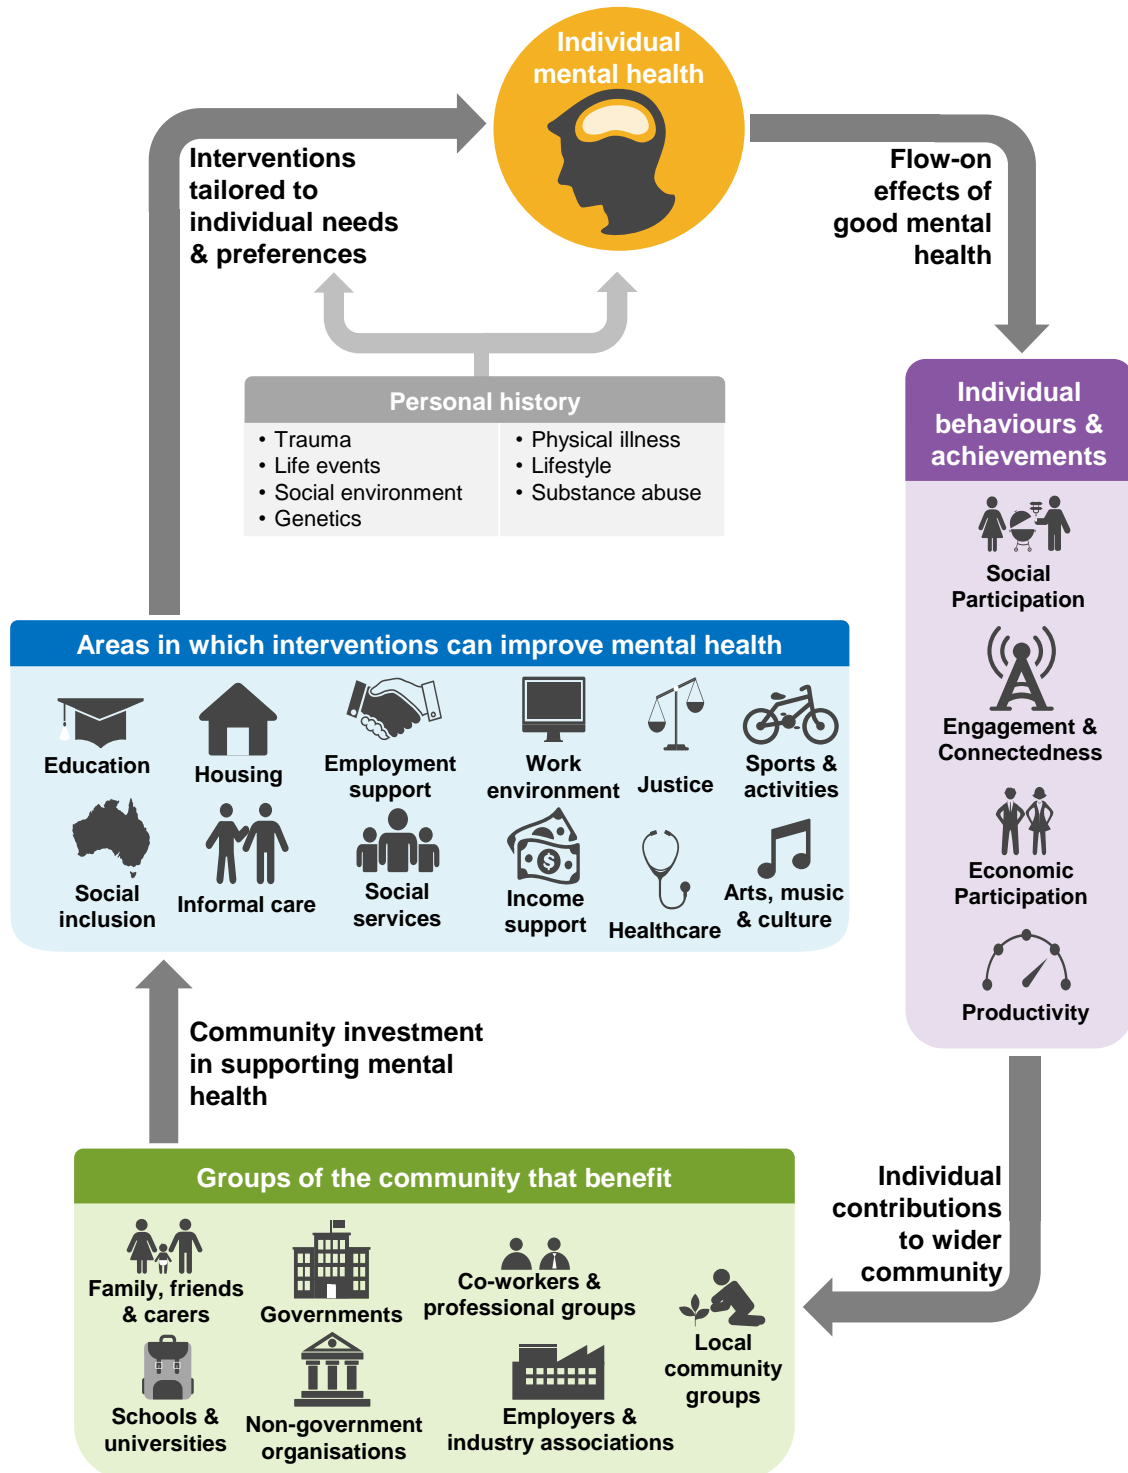 Individual
mental health
Interventions
tailored to
individual needs
& preferences
Flow-on
effects of
good mental
health
Personal history
• Trauma
• Life events
• Social environment
• Genetics
• Physical illness
• Lifestyle
• Substance abuse
Individual
behaviours &
achievements
Social
Participation
Engagement &
Connectedness
Economic
Participation
Productivity
Areas in which interventions can improve mental health
Education
Housing
Employment
support
Work
environment
Justice
Sports &
activities
Social
inclusion
Informal care
Social
services
$
Income
support
Healthcare
Arts, music
& culture
Community investment
in supporting mental
health
Individual
contributions
to wider
community
Groups of the community that benefit
Family, friends
& carers
Governments
Co-workers &
professional groups
Local
community
groups
Schools &
universities
Non-government
organisations
Employers &
industry associations